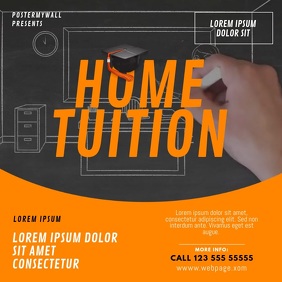 POSTERMYWALL
PRESENTS
LOREM IPSUM
DOLOR SIT
HOME
TUITION
LOREM IPSUM
LOREM IPSUM DOLOR
SIT AMET
CONSECTETUR
Lorem ipsum dolor sit
amet, consectetur
adipiscing elit, sed do
eiusmod tempor
MORE INFO:
CALL 123 555 55555
www.webpage.com